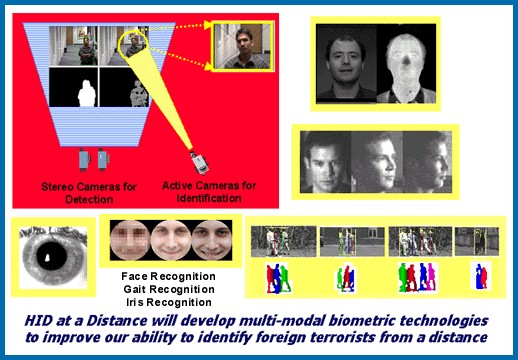 Stereo Cameras for
Detection
Active Cameras for
Identification
Face Recognition
Gait Recognition
Iris Recognition
HID at a Distance will develop multi-modal biometric technologies
to improve our ability to identify foreign terrorists from a distance